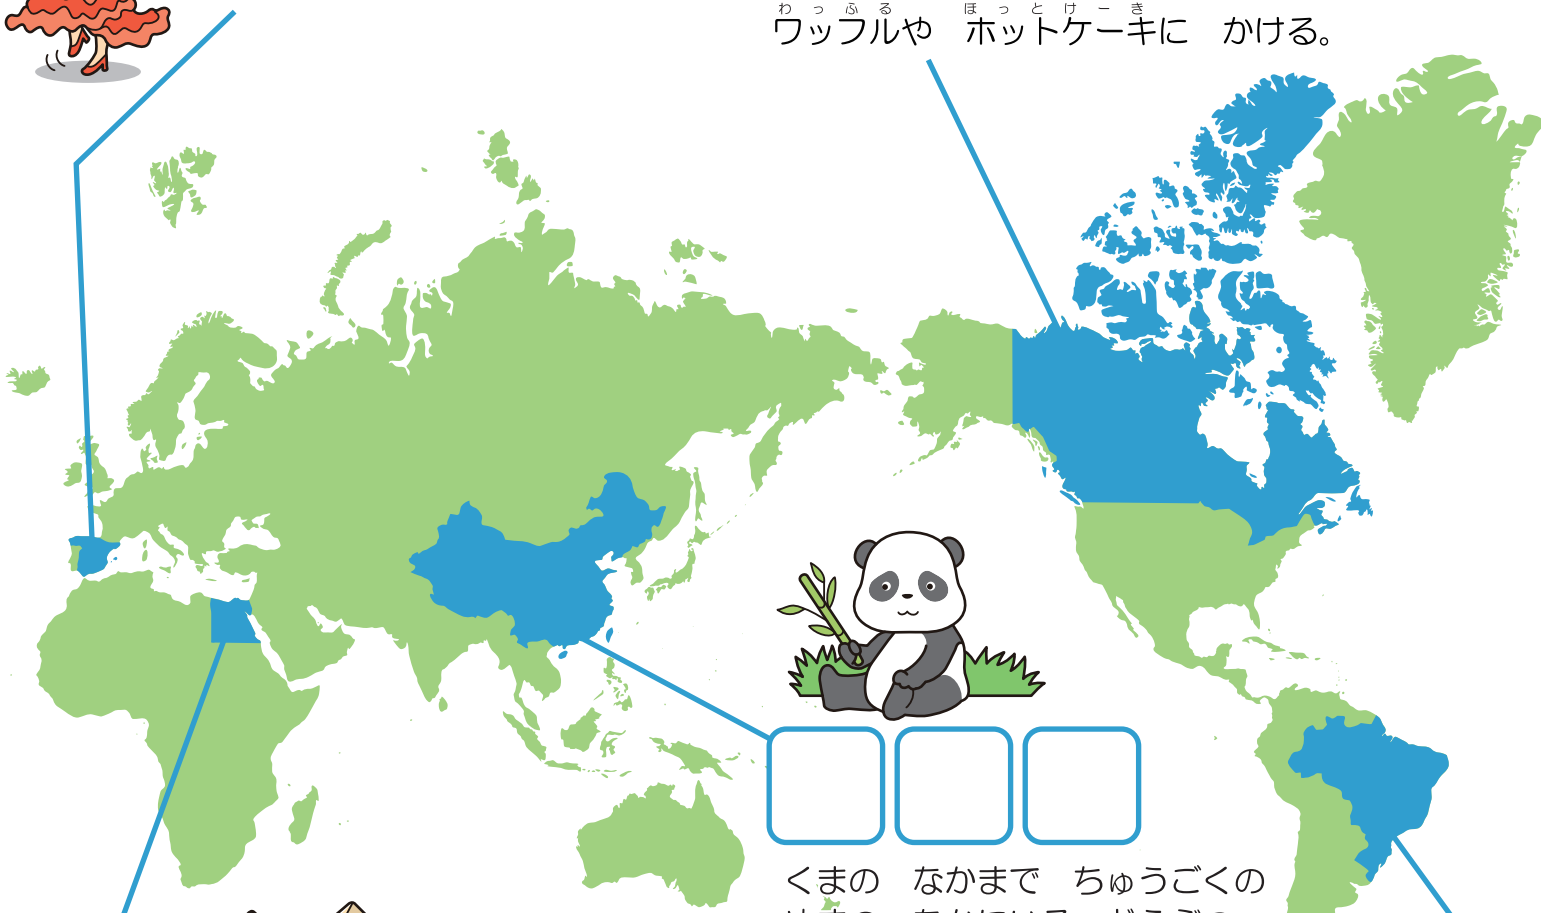 わっふる ほっとけーき
ワッフルや ホットケーキに かける。
くまの なかまで ちゅうごくの